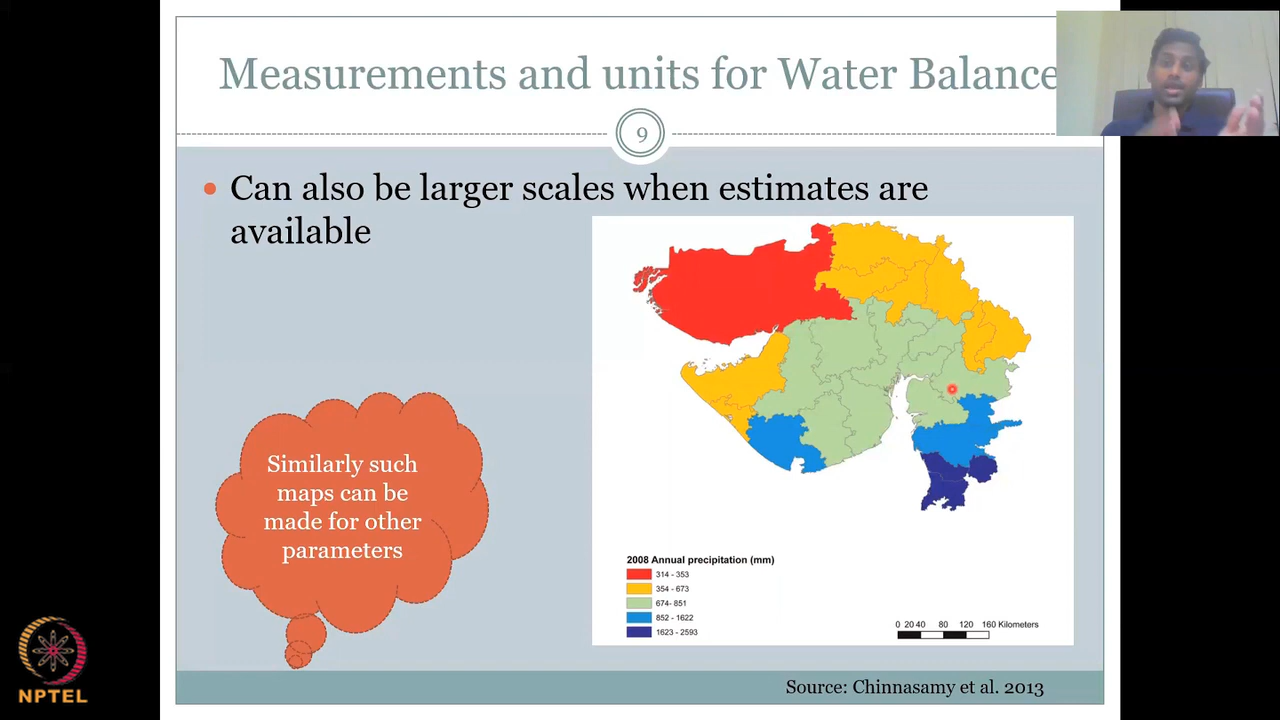 Measurements and units for Water Balance
9
• Can also be larger scales when estimates are
available
Similarly such
maps can be
made for other
parameters
2008 Annual precipitation (mm)
314 - 353
354 - 673
674- 851
852 - 1622
1623 - 2593
0 20 40 80 120 160 Kilometers
Source: Chinnasamy et al. 2013
NPTEL